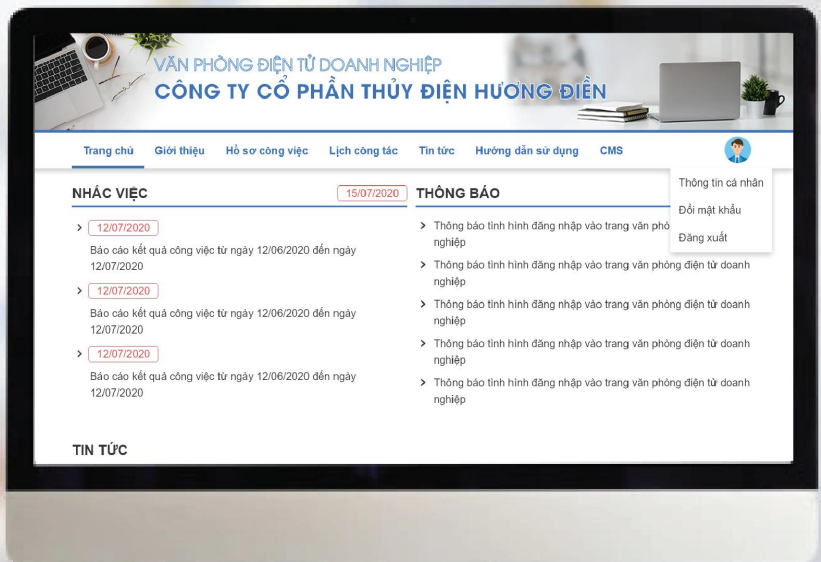 VĂN PHÒNG ĐIỆN TỬ DOANH NGHIỆP
CÔNG TY CỔ PHẦN THỦY ĐIỆN HƯƠNG ĐIỀN
Trang chủ Giới thiệu Hồ sơ công việc Lịch công tác Tin tức Hướng dẫn sử dụng CMS
Thông tin cá nhân
Đổi mật khẩu
Đăng xuất
NHẮC VIỆC 15/07/2020
12/07/2020
Báo cáo kết quả công việc từ ngày 12/06/2020 đến ngày
12/07/2020
12/07/2020
Báo cáo kết quả công việc từ ngày 12/06/2020 đến ngày
12/07/2020
12/07/2020
Báo cáo kết quả công việc từ ngày 12/06/2020 đến ngày
12/07/2020
THÔNG BÁO
Thông báo tình hình đăng nhập vào trang văn phò
nghiệp
Thông báo tình hình đăng nhập vào trang văn phòng điện tử doanh
nghiệp
Thông báo tình hình đăng nhập vào trang văn phòng điện tử doanh
nghiệp
Thông báo tình hình đăng nhập vào trang văn phòng điện tử doanh
nghiệp
Thông báo tình hình đăng nhập vào trang văn phòng điện tử doanh
nghiệp
TIN TỨC